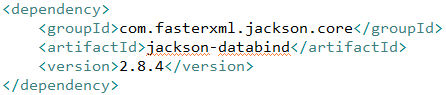 <dependency>
    <groupId>com.fasterxml.jackson.core</groupId>
    <artifactId>jackson-databind</artifactId>
    <version>2.8.4</version>
</dependency>